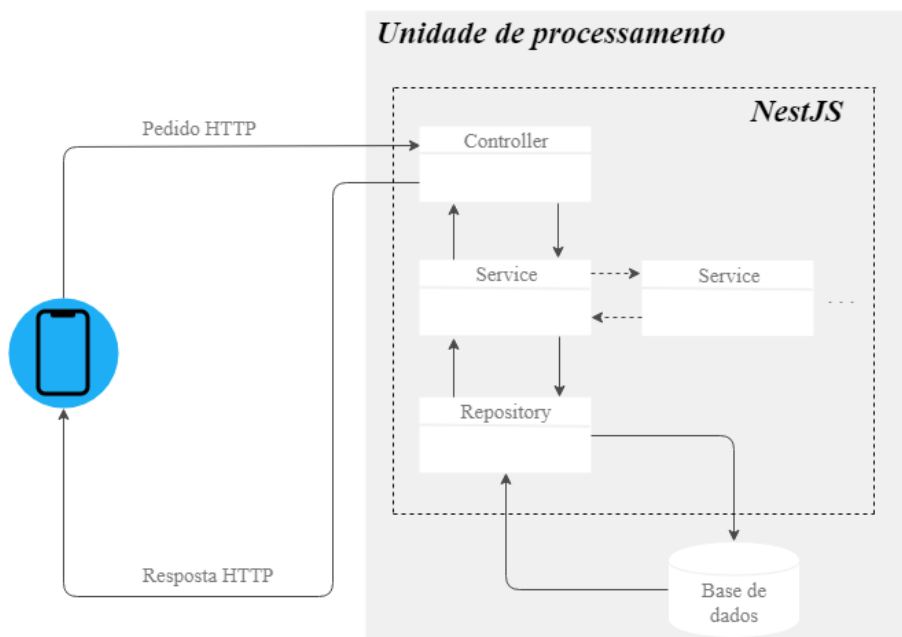 Unidade de processamento
NestJS
Pedido HTTP
Controller
Service
Service
. . .
Repository
Resposta HTTP
Base de
dados